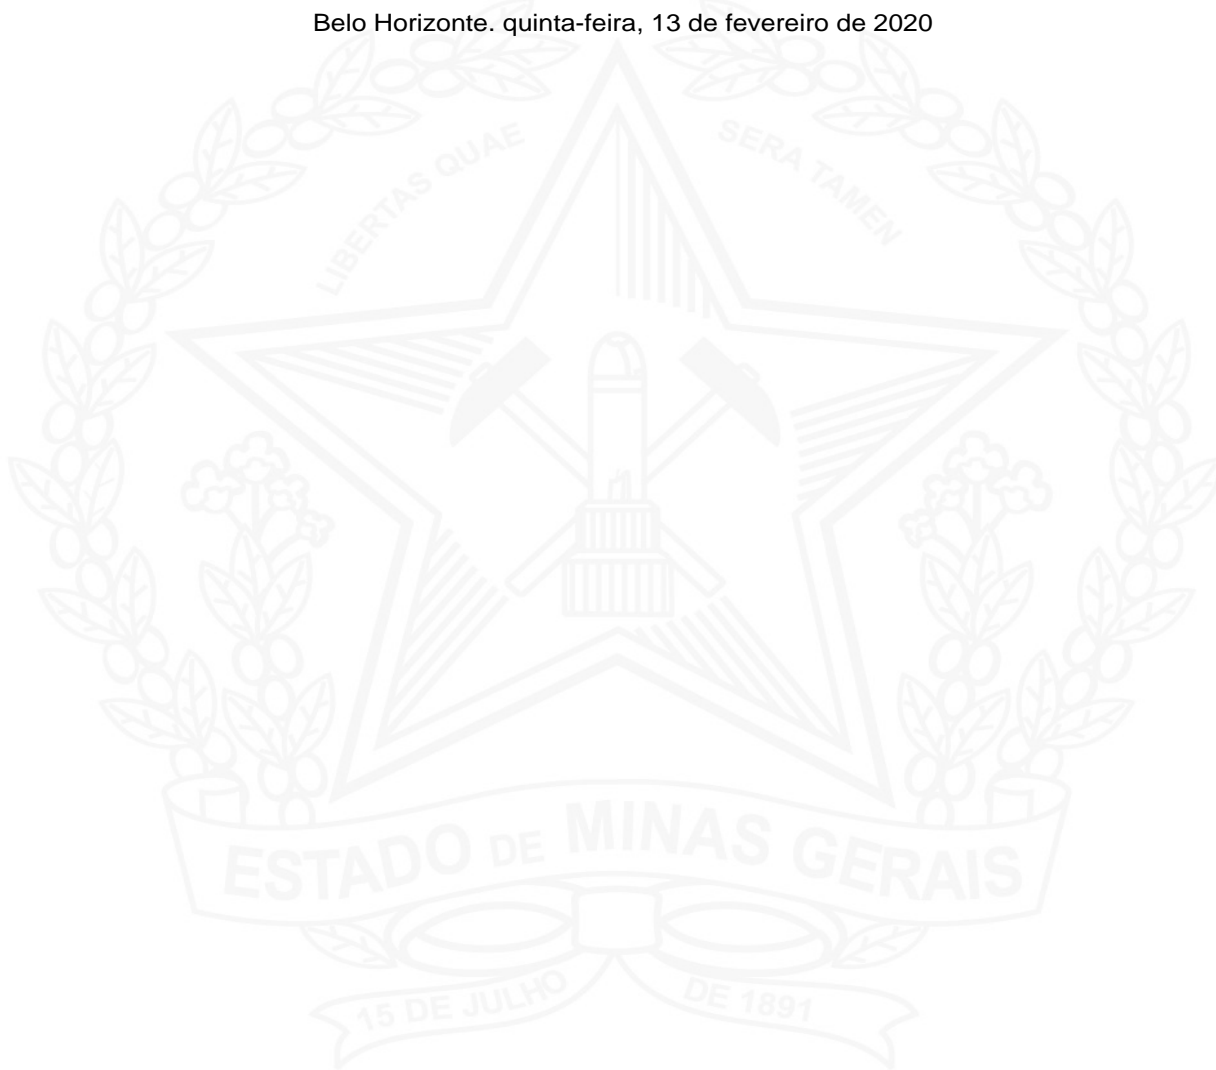 Belo Horizonte. quinta-feira, 13 de fevereiro de 2020
LIBERTAS QUAE SERA TAMEN
ESTADO DE MINAS GERAIS
15 DE JULHO DE 1891